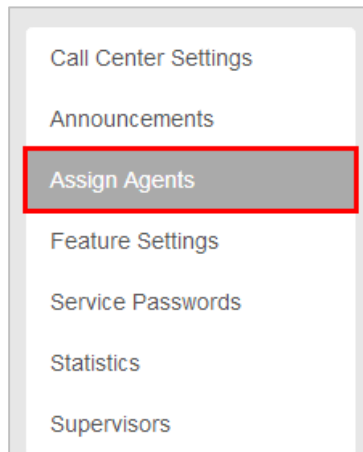 Call Center Settings
Announcements
Assign Agents
Feature Settings
Service Passwords
Statistics
Supervisors